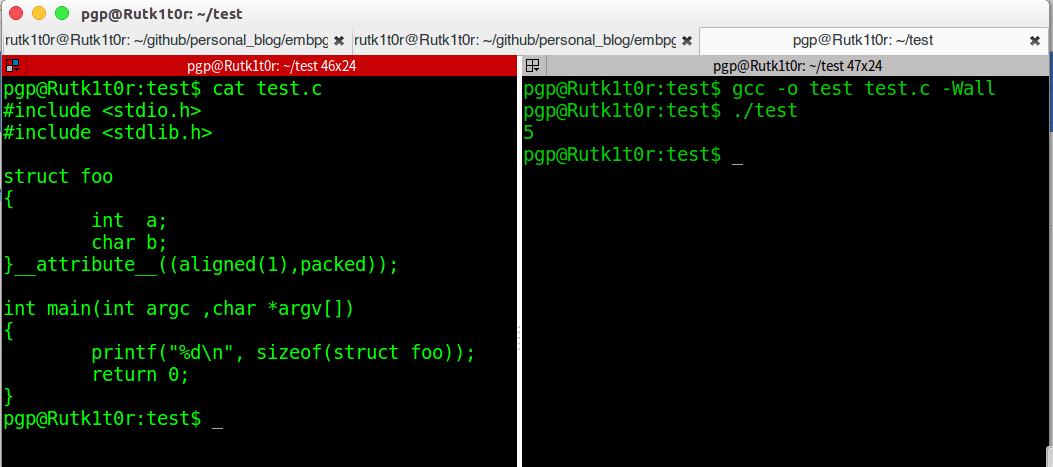 pgp@Rutk1t0r: ~/test
rutk1t0r@Rutk1t0r: ~/github/personal_blog/embpg
rutk1t0r@Rutk1t0r: ~/github/personal_blog/embpg
pgp@Rutk1t0r: ~/test
pgp@Rutk1t0r: ~/test 46x24
pgp@Rutk1t0r:test$ cat test.c
#include <stdio.h>
#include <stdlib.h>
struct foo
{
int  a;
char b;
}__attribute__((aligned(1),packed));
int main(int argc ,char *argv[])
{
printf("%d\n", sizeof(struct foo));
return 0;
}
pgp@Rutk1t0r:test$ _
pgp@Rutk1t0r: ~/test 47x24
pgp@Rutk1t0r:test$ gcc -o test test.c -Wall
pgp@Rutk1t0r:test$ ./test
5
pgp@Rutk1t0r:test$ _